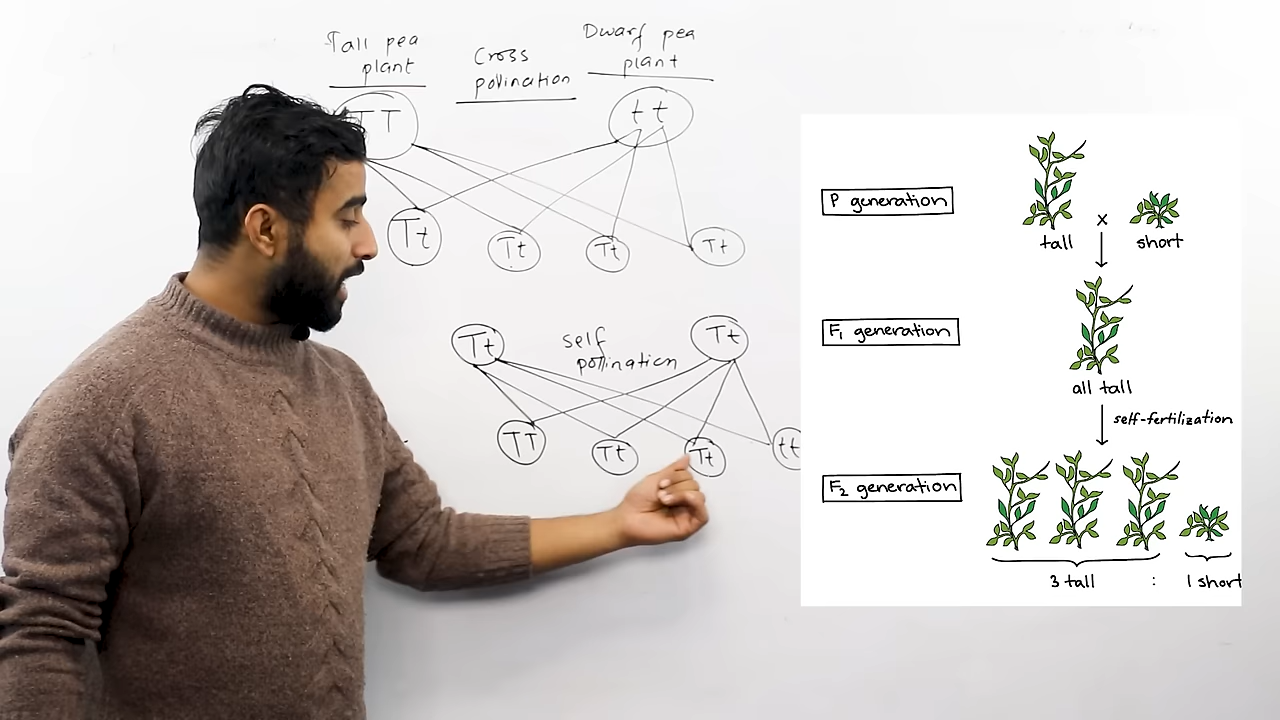 Tall pea
plant
Cross
pollination
Dwarf pea
plant
TT
tt
Tt
Tt
Tt
Tt
Tt
self
pollination
Tt
TT
Tt
Tt
tt
P generation
tall
x
short
F₁ generation
all tall
self-fertilization
F₂ generation
3 tall : 1 short